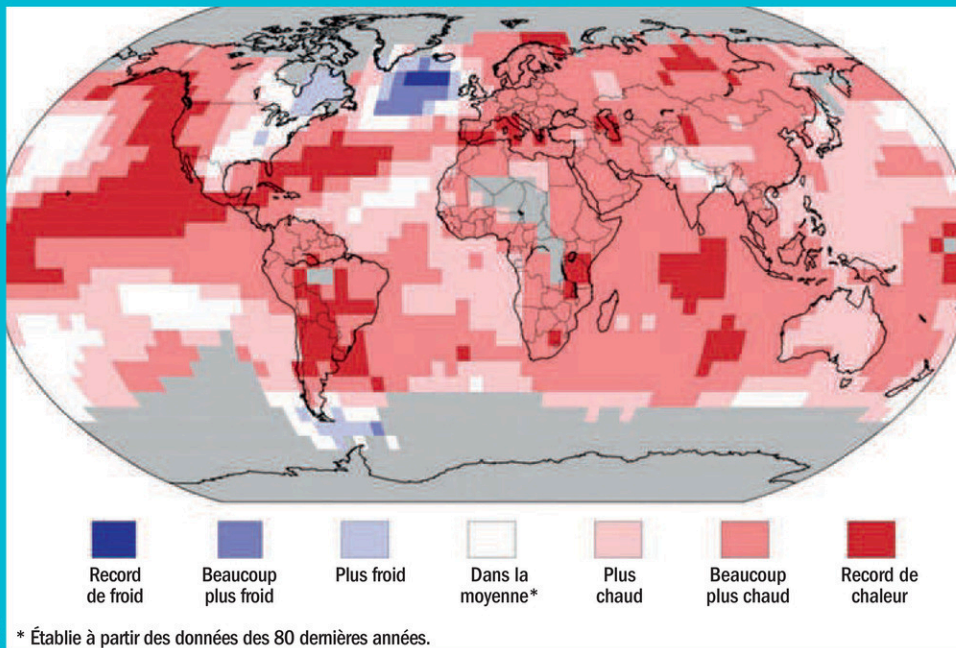 Record
de froid
Beaucoup
plus froid
Plus froid
Dans la
moyenne*
Plus
chaud
Beaucoup
plus chaud
Record de
chaleur
* Établie à partir des données des 80 dernières années.